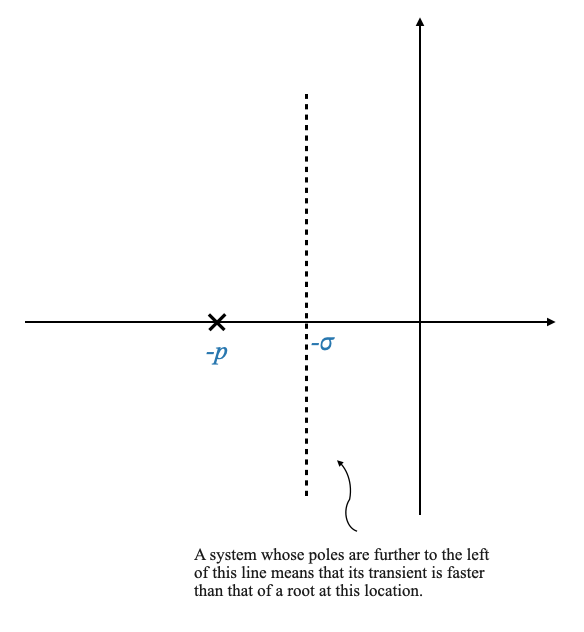 -p
-σ
A system whose poles are further to the left
of this line means that its transient is faster
than that of a root at this location.